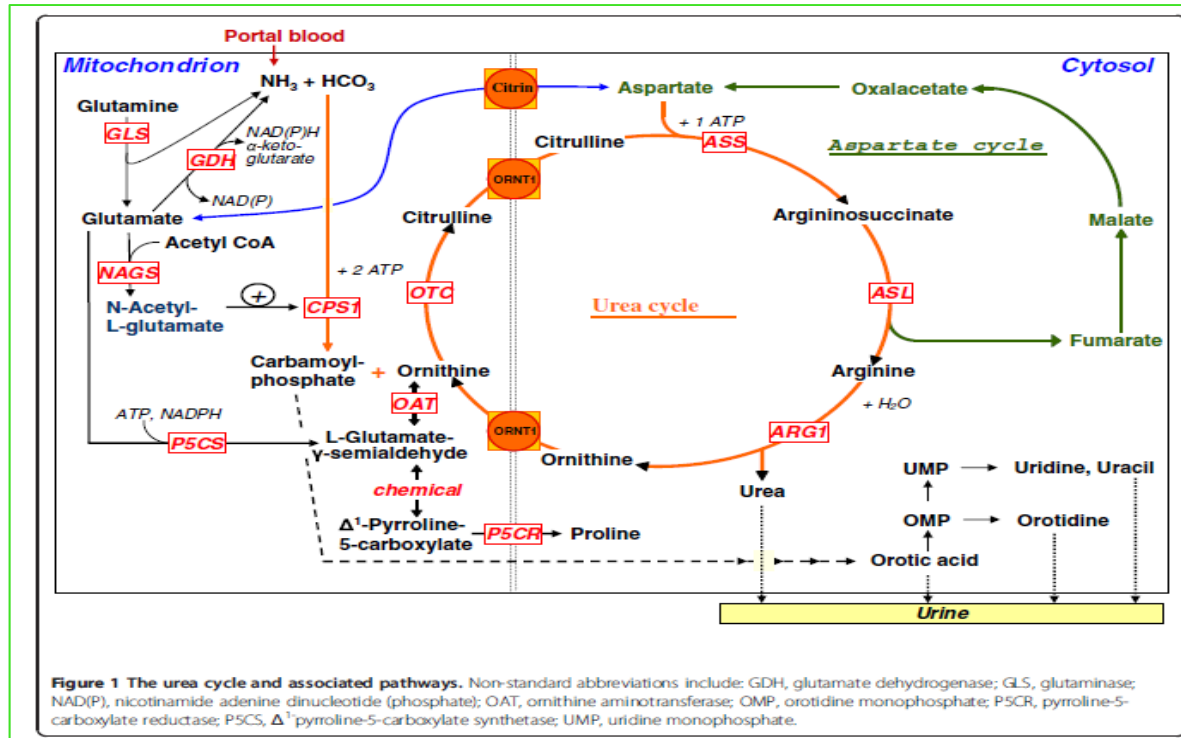 Portal blood
Mitochondrion
Cytosol
NH₃ + HCO₃
Citrin
Aspartate
Oxalacetate
Glutamine
GLS
NAD(P)H
α-keto-
glutarate
GDH
+ 1 ATP
ASS
Citrulline
Aspartate cycle
ORNT1
NAD(P)
Glutamate
Citrulline
Argininosuccinate
Malate
Acetyl CoA
NAGS
+ 2 ATP
N-Acetyl-
L-glutamate
+
CPS1
OTC
Urea cycle
ASL
Fumarate
Carbamoyl-
phosphate
+
Ornithine
Arginine
+ H₂O
OAT
ATP, NADPH
P5CS
L-Glutamate-
γ-semialdehyde
ORNT1
Ornithine
ARG1
Urea
UMP
Uridine, Uracil
chemical
Δ¹-Pyrroline-
5-carboxylate
P5CR
Proline
OMP
Orotidine
Orotic acid
Urine
Figure 1 The urea cycle and associated pathways. Non-standard abbreviations include: GDH, glutamate dehydrogenase; GLS, glutaminase;
NAD(P), nicotinamide adenine dinucleotide (phosphate); OAT, ornithine aminotransferase; OMP, orotidine monophosphate; P5CR, pyrroline-5-
carboxylate reductase; P5CS, Δ¹pyrroline-5-carboxylate synthetase; UMP, uridine monophosphate.